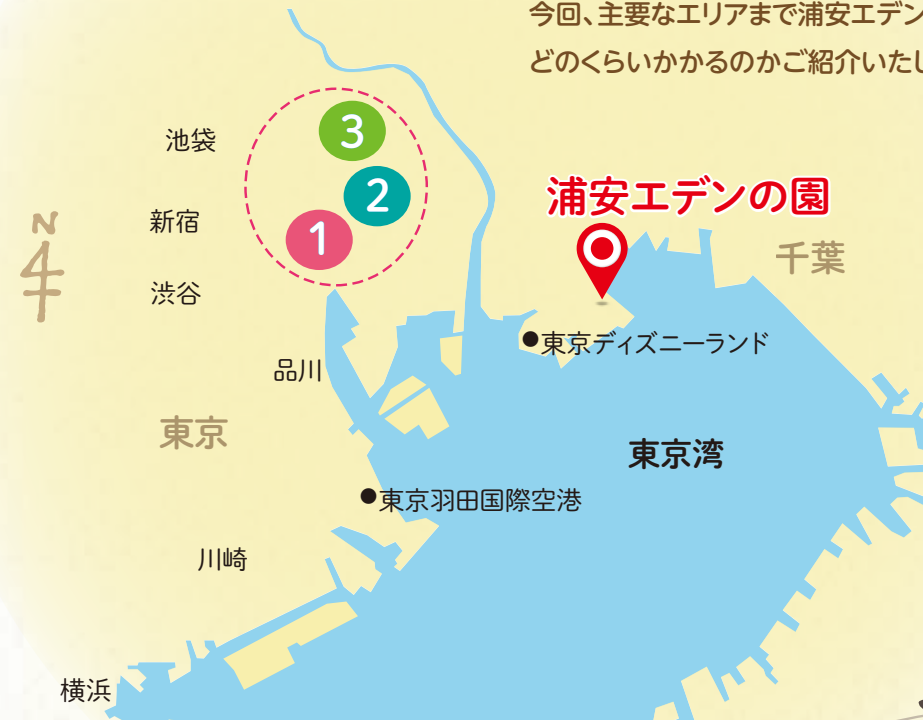 今回、主要なエリアまで浦安エデン
どのくらいかかるのかご紹介いたし
3
池袋
2
浦安エデンの園
新宿
N
1
千葉
渋谷
東京ディズニーランド
品川
東京
東京湾
東京羽田国際空港
川崎
横浜